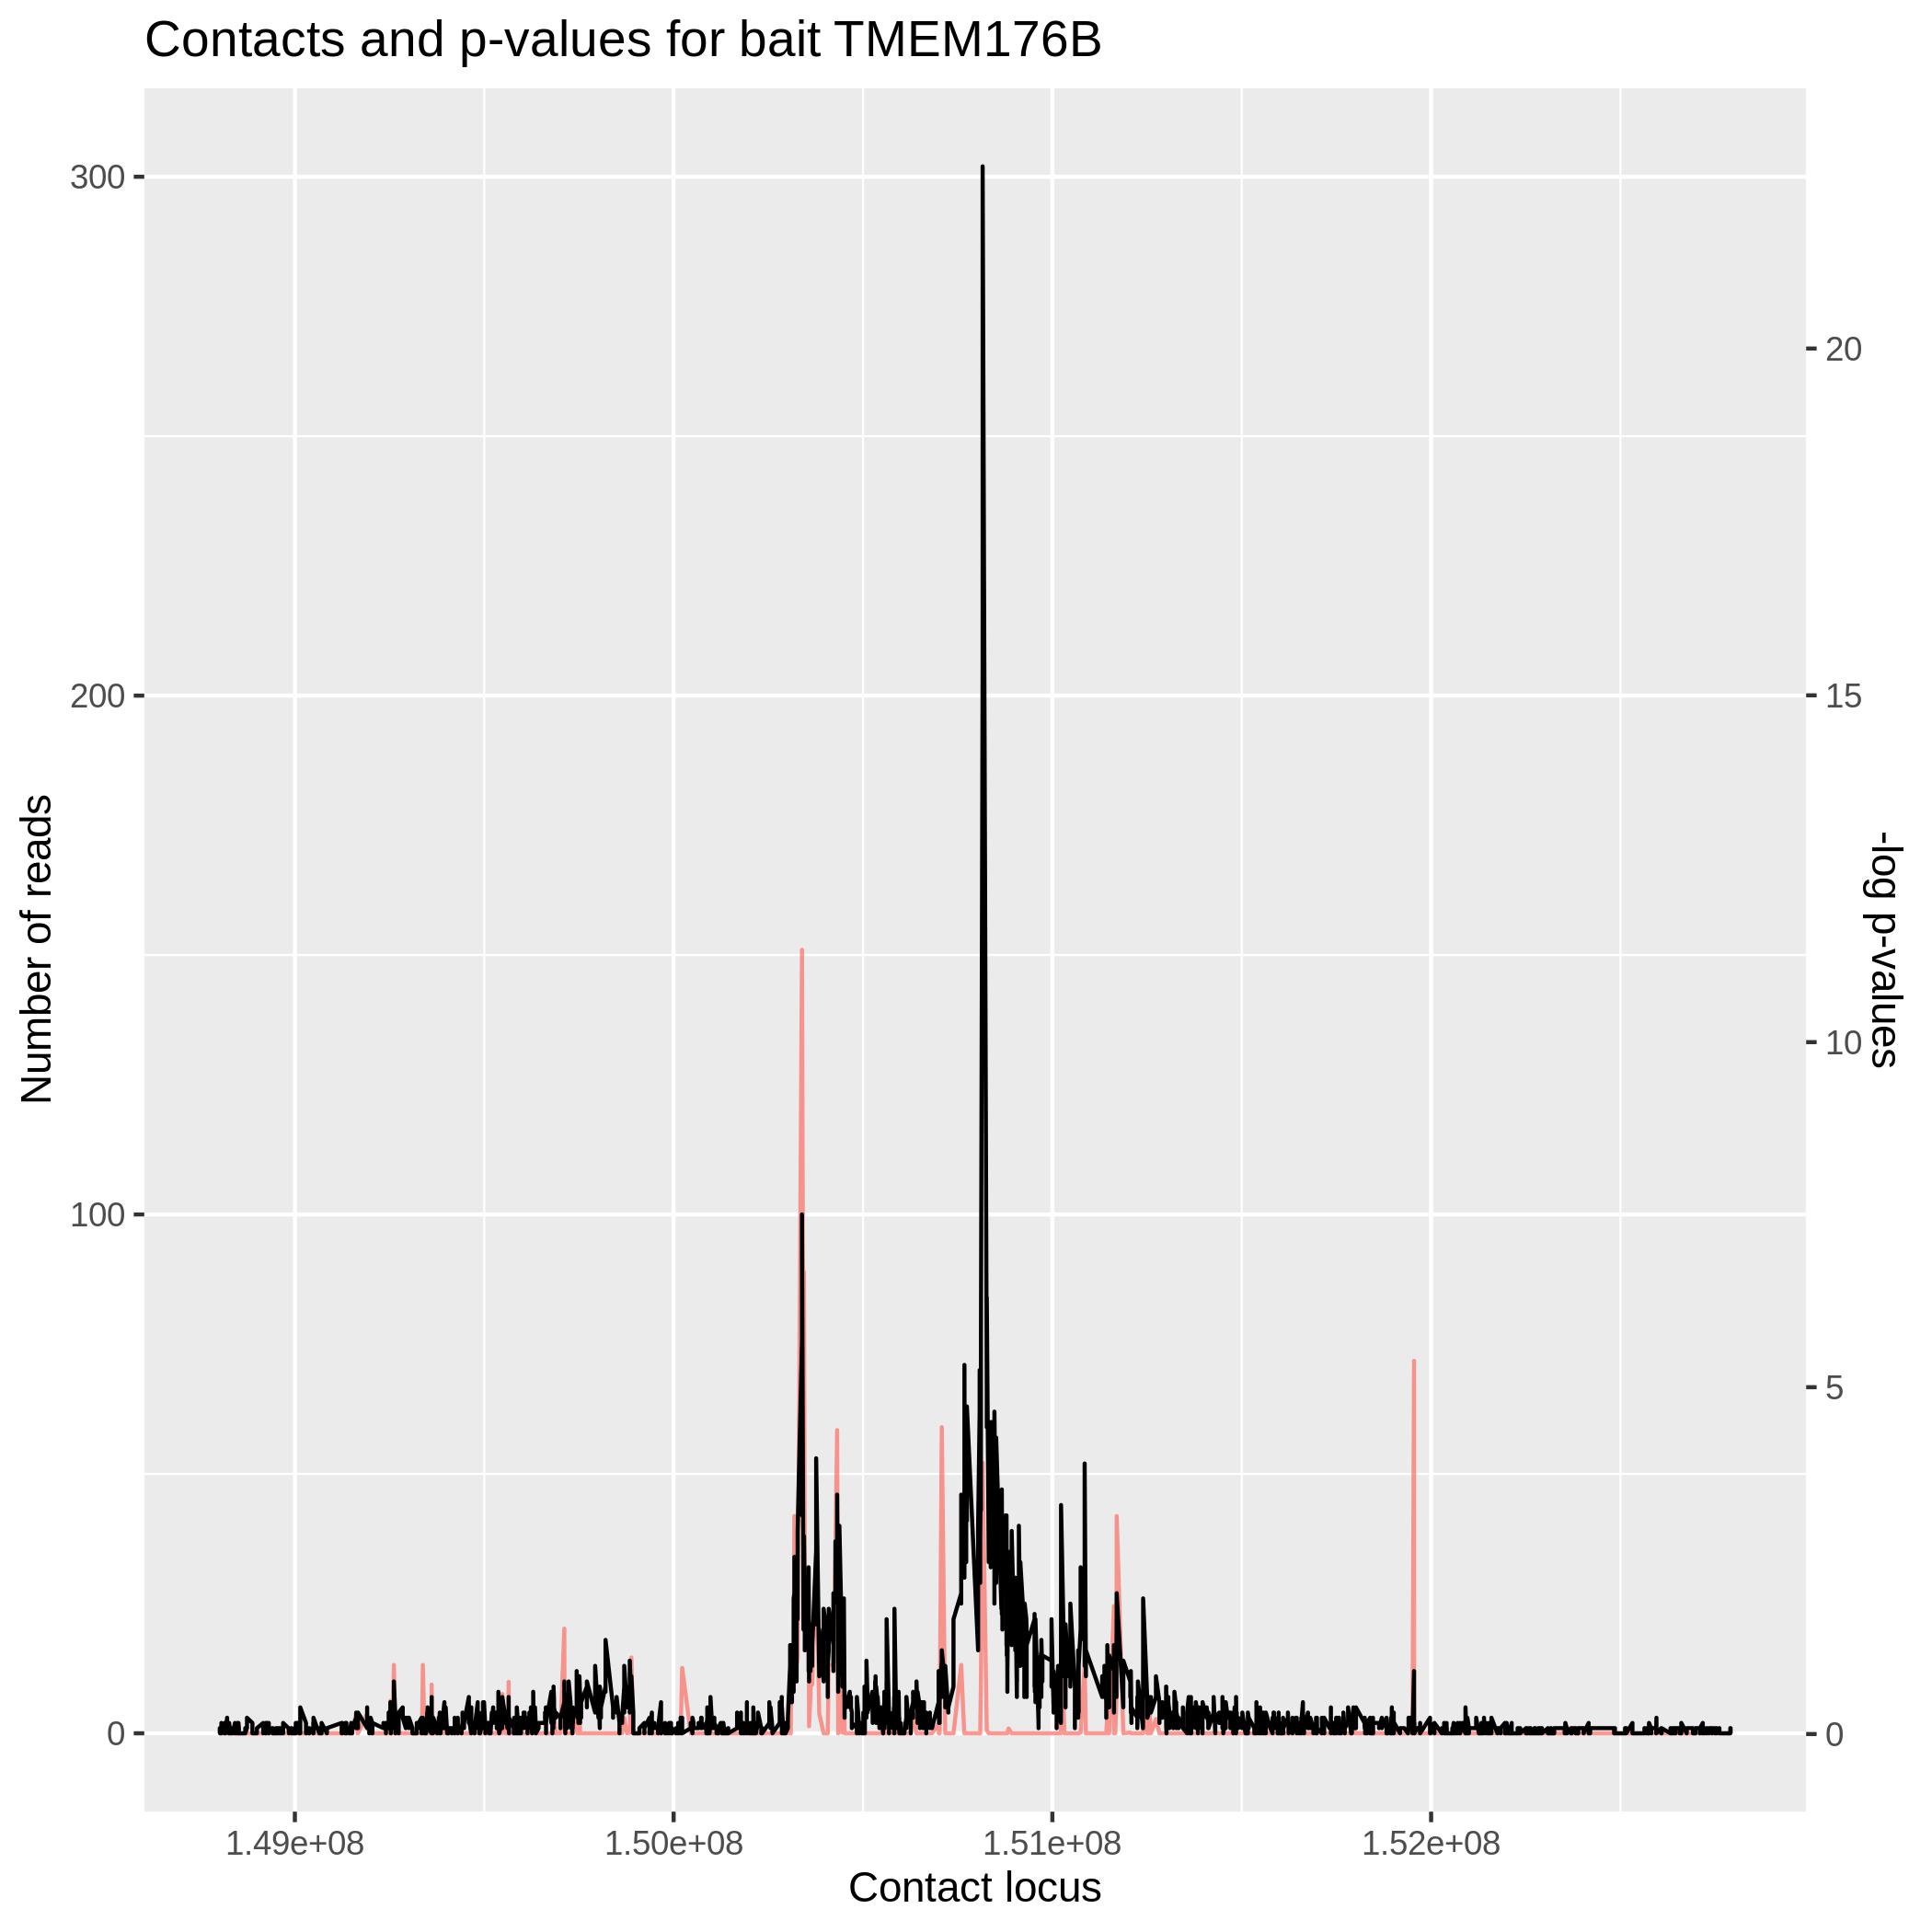 Contacts and p-values for bait TMEM176B
300
200
100
0
Number of reads
20
15
10
5
0
-log p-values
1.49e+08
1.50e+08
1.51e+08
1.52e+08
Contact locus